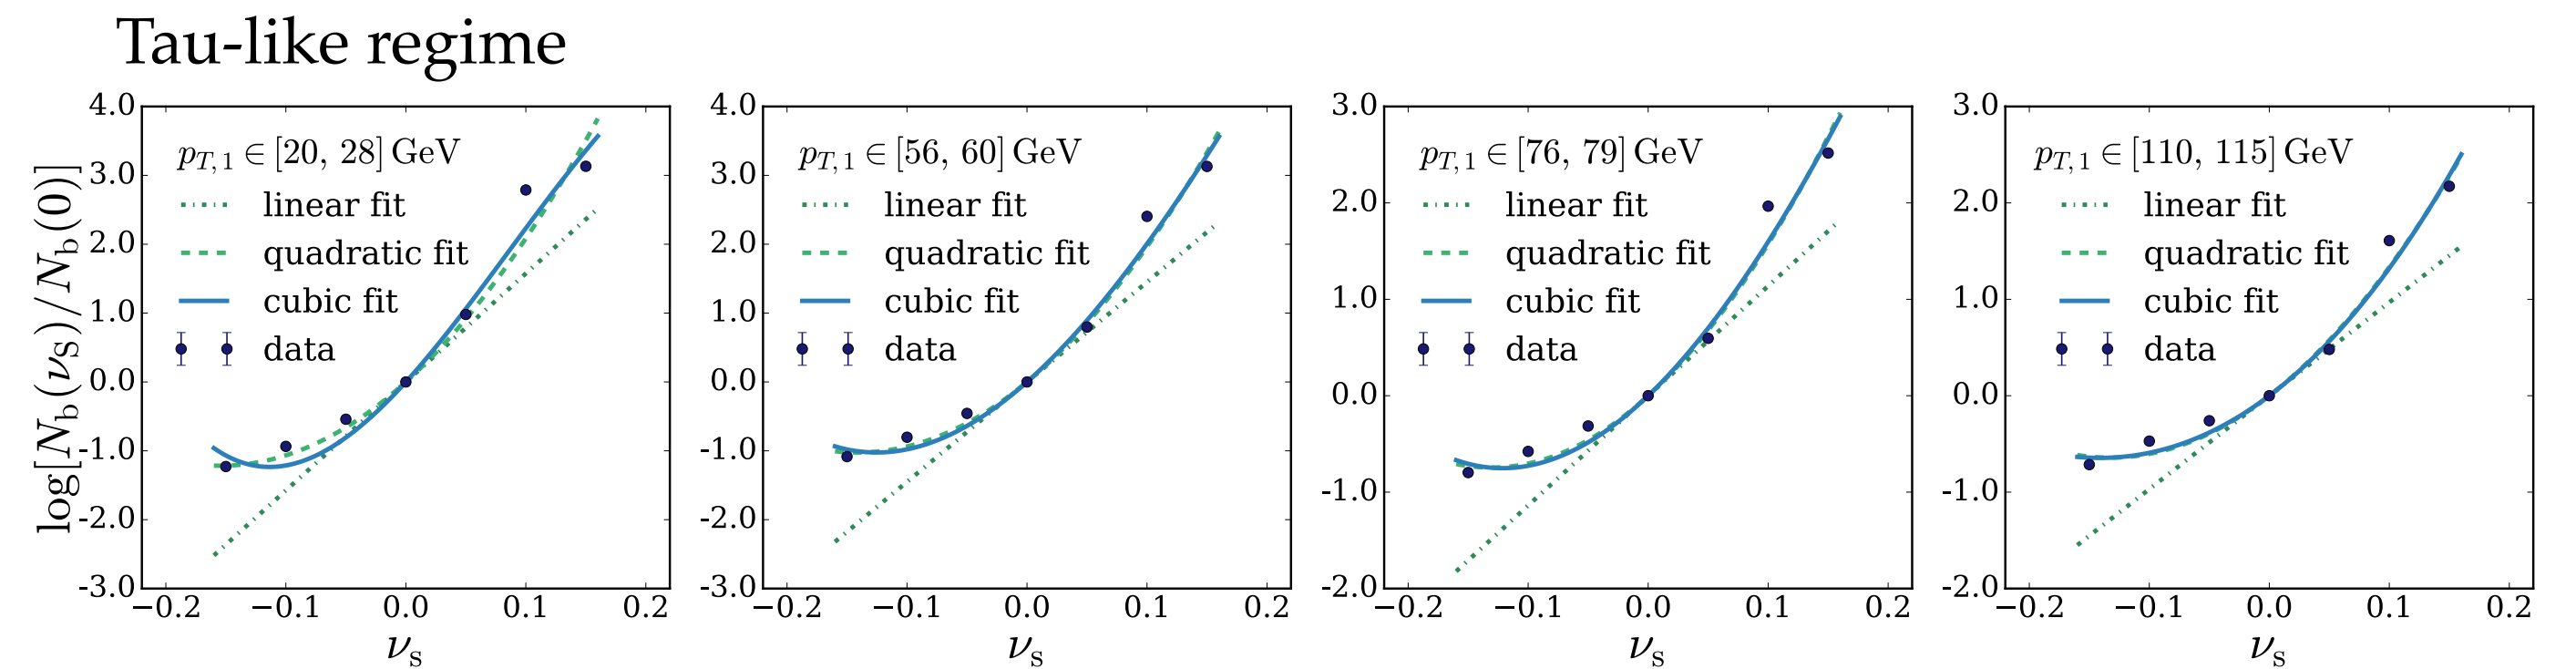 Tau-like regime
log[N_b(ν_S)/N_b(0)]
4.0
3.0
2.0
1.0
0.0
-1.0
-2.0
-3.0
p_{T,1} ∈ [20, 28] GeV
linear fit
quadratic fit
cubic fit
data
−0.2 −0.1 0.0 0.1 0.2
ν_s
4.0
3.0
2.0
1.0
0.0
-1.0
-2.0
-3.0
p_{T,1} ∈ [56, 60] GeV
linear fit
quadratic fit
cubic fit
data
−0.2 −0.1 0.0 0.1 0.2
ν_s
3.0
2.0
1.0
0.0
-1.0
-2.0
p_{T,1} ∈ [76, 79] GeV
linear fit
quadratic fit
cubic fit
data
−0.2 −0.1 0.0 0.1 0.2
ν_s
3.0
2.0
1.0
0.0
-1.0
-2.0
p_{T,1} ∈ [110, 115] GeV
linear fit
quadratic fit
cubic fit
data
−0.2 −0.1 0.0 0.1 0.2
ν_s